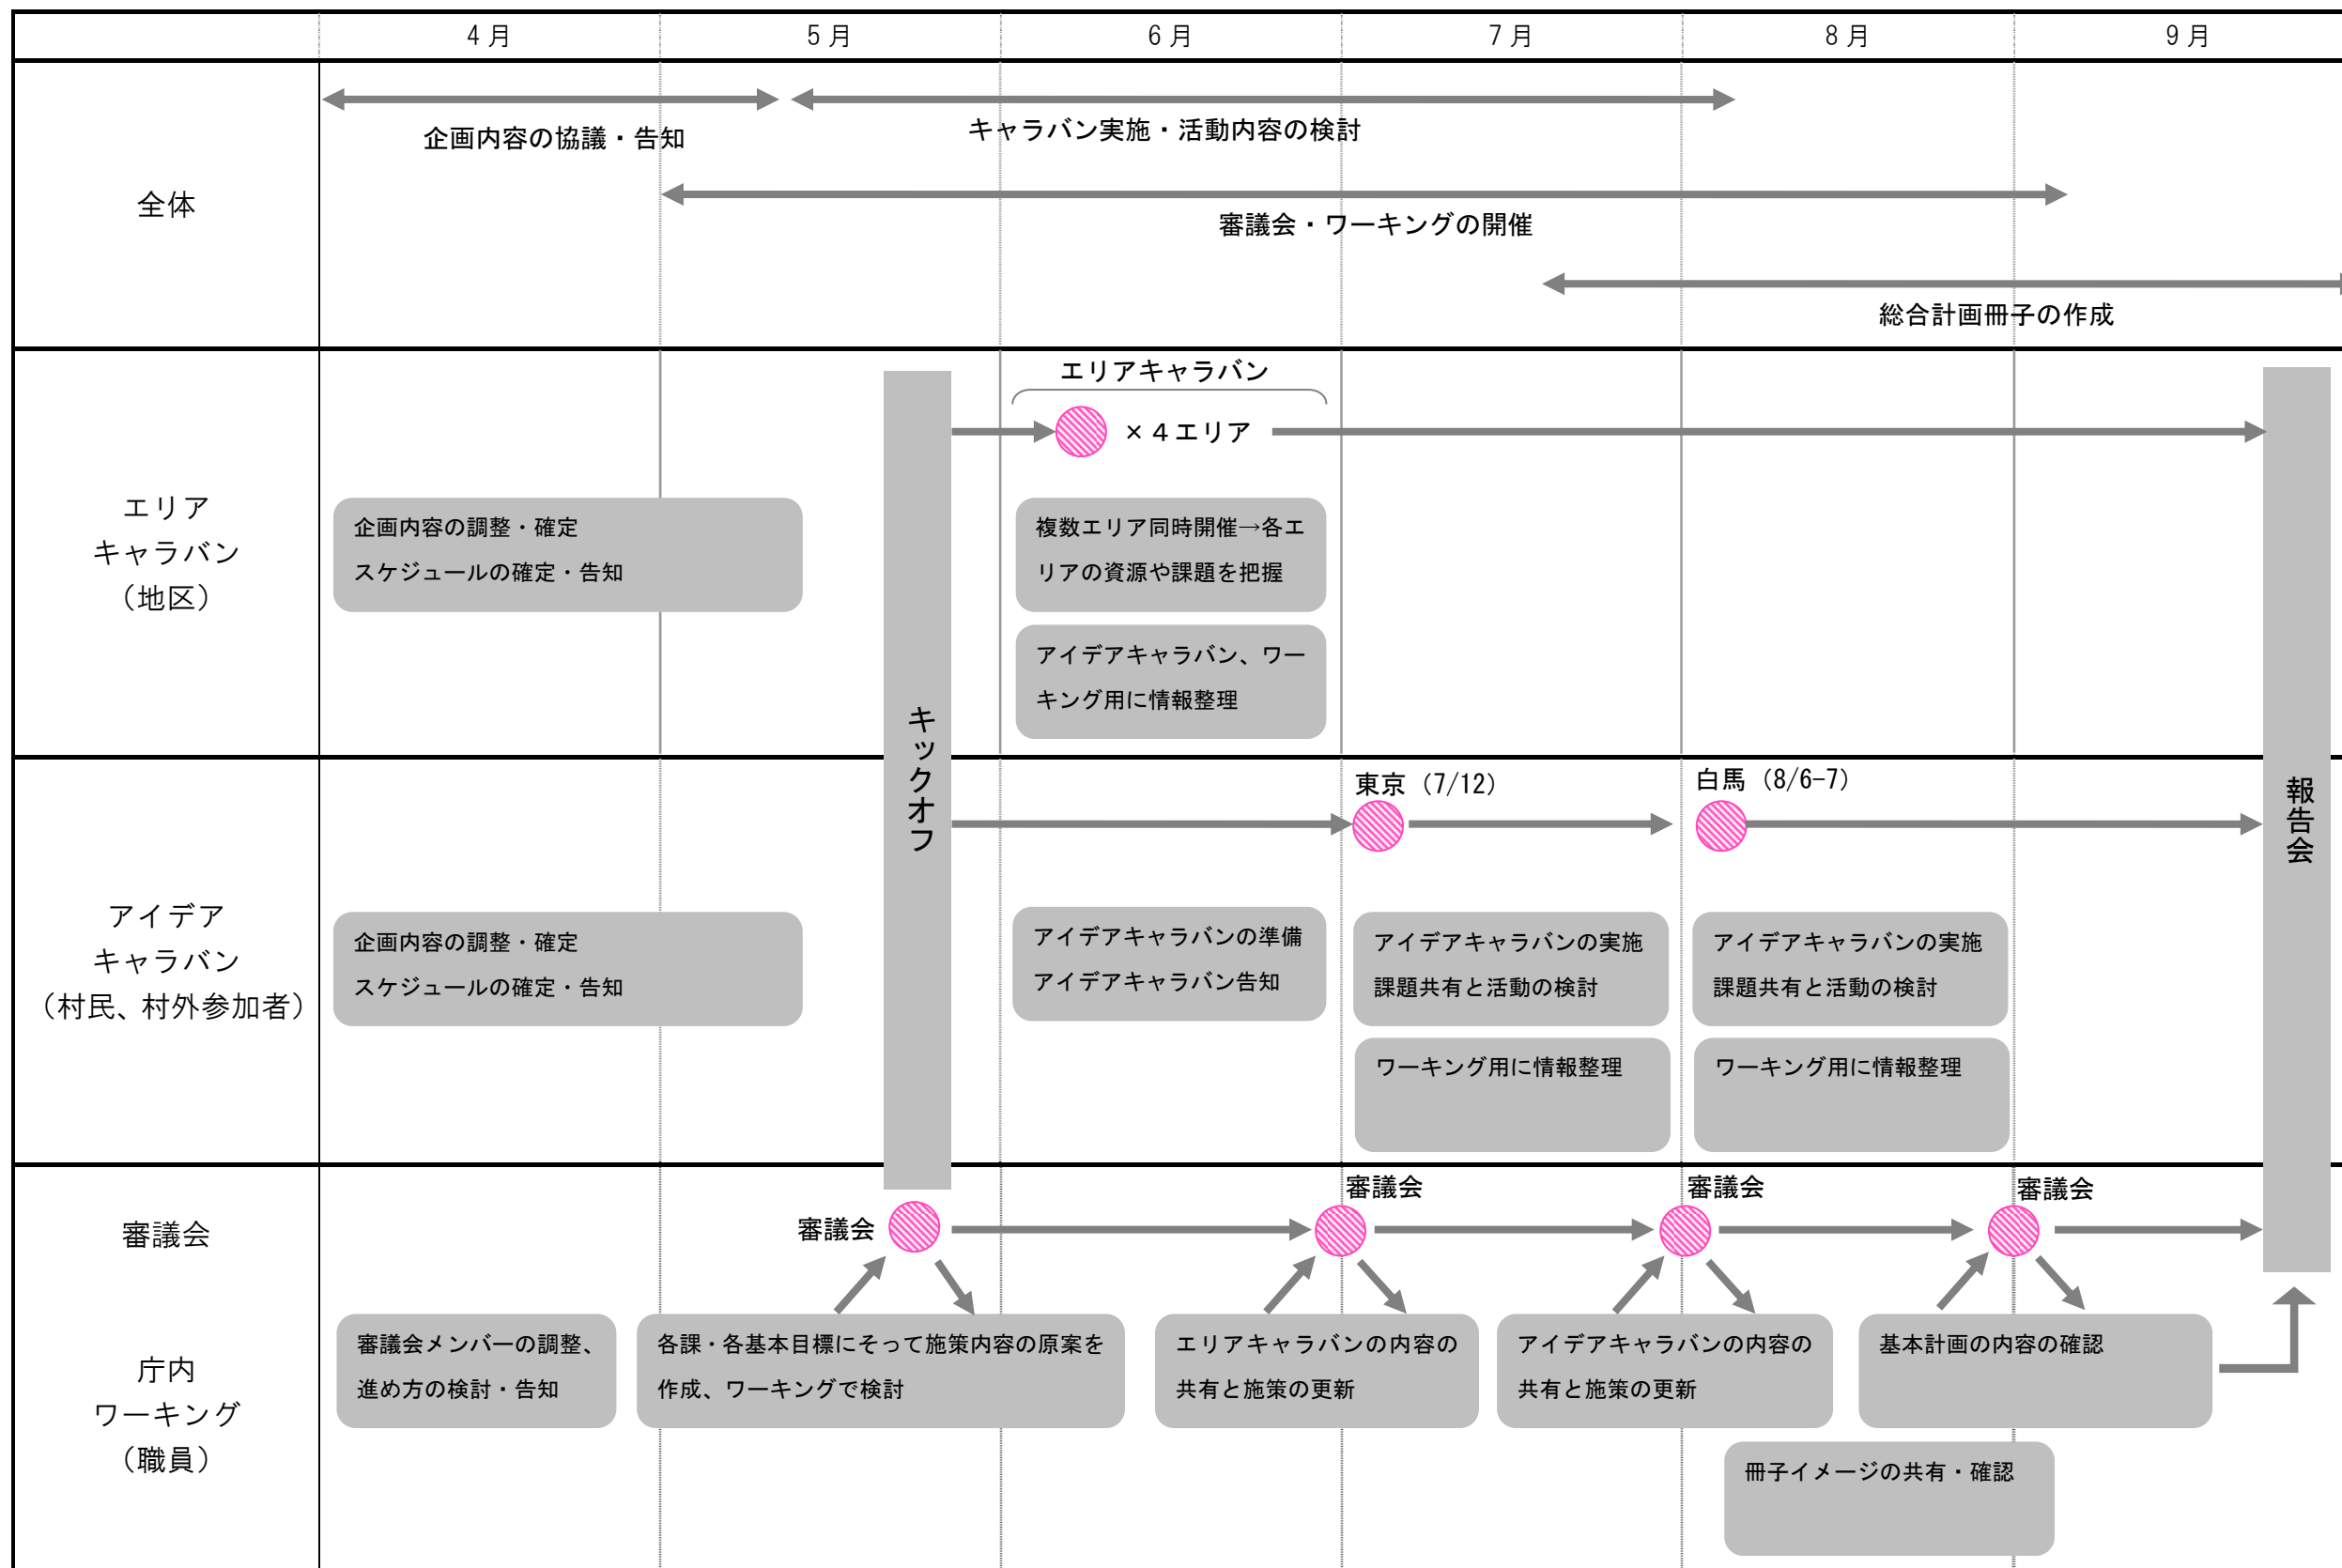 4 月
5 月
6 月
7 月
8 月
9 月
全体
企画内容の協議・告知
キャラバン実施・活動内容の検討
審議会・ワーキングの開催
総合計画冊子の作成
エリア
キャラバン
（地区）
エリアキャラバン
×４エリア
企画内容の調整・確定
スケジュールの確定・告知
複数エリア同時開催→各エ
リアの資源や課題を把握
アイデアキャラバン、ワー
キング用に情報整理
キックオフ
報告会
アイデア
キャラバン
（村民、村外参加者）
東京（7/12）
白馬（8/6-7）
企画内容の調整・確定
スケジュールの確定・告知
アイデアキャラバンの準備
アイデアキャラバン告知
アイデアキャラバンの実施
課題共有と活動の検討
ワーキング用に情報整理
アイデアキャラバンの実施
課題共有と活動の検討
ワーキング用に情報整理
審議会
審議会
審議会
審議会
審議会
庁内
ワーキング
（職員）
審議会メンバーの調整、
進め方の検討・告知
各課・各基本目標にそって施策内容の原案を
作成、ワーキングで検討
エリアキャラバンの内容の
共有と施策の更新
アイデアキャラバンの内容の
共有と施策の更新
基本計画の内容の確認
冊子イメージの共有・確認